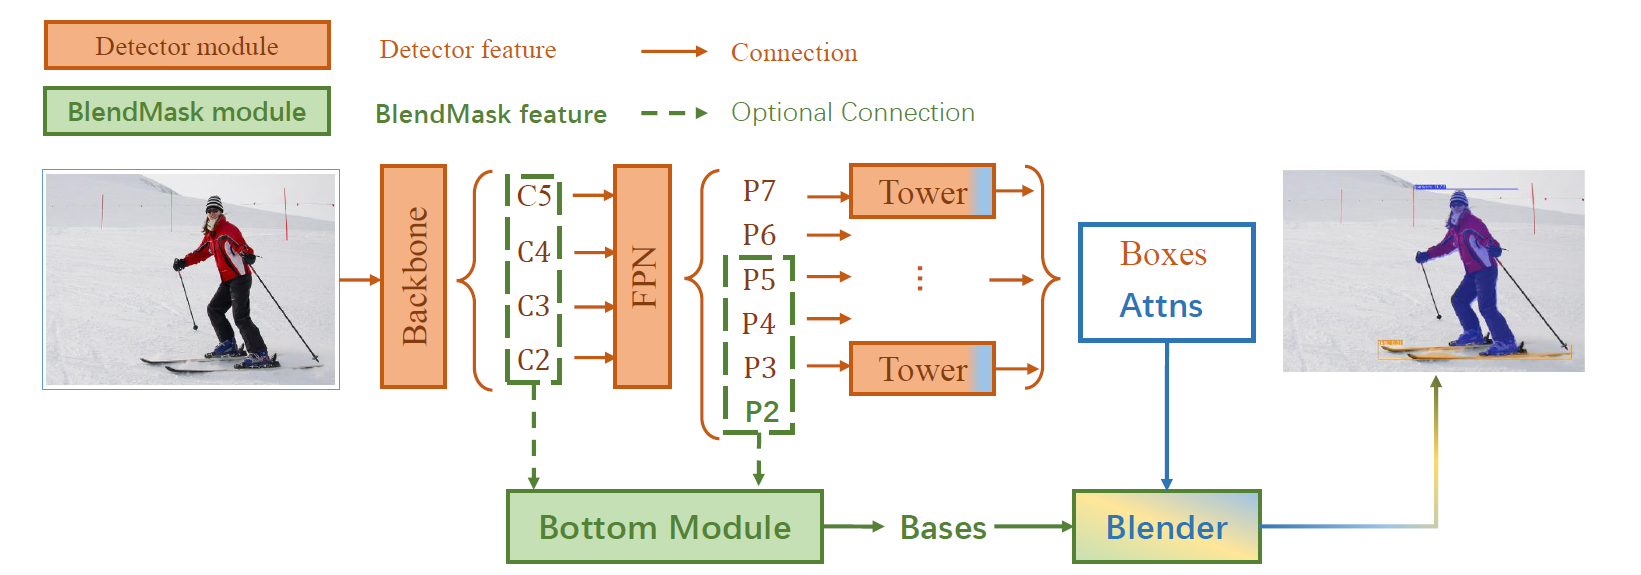 Detector module
Detector feature
Connection
BlendMask module
BlendMask feature
Optional Connection
Backbone
C5
C4
C3
C2
FPN
P7
P6
P5
P4
P3
P2
Tower
⋮
Tower
Boxes
Attns
Bottom Module
Bases
Blender